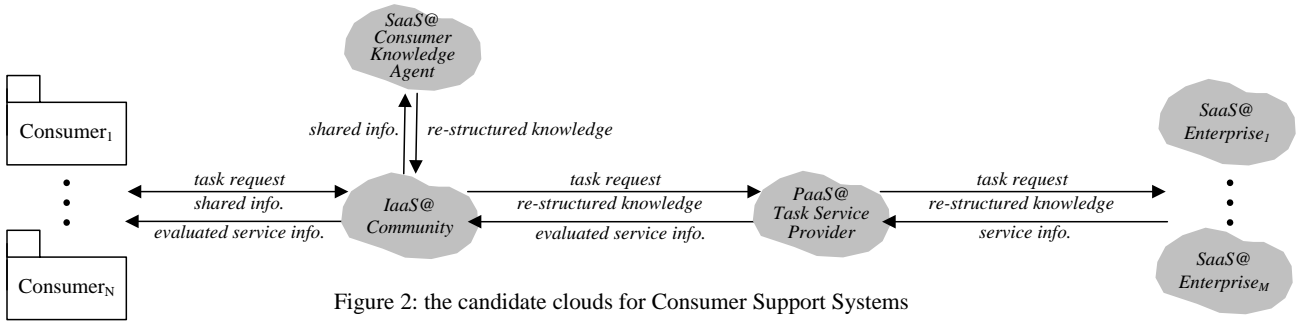 SaaS@
Consumer
Knowledge
Agent
Consumer1
shared info.
re-structured knowledge
SaaS@
Enterprise1
task request
shared info.
evaluated service info.
IaaS@
Community
task request
re-structured knowledge
evaluated service info.
PaaS@
Task Service
Provider
task request
re-structured knowledge
service info.
ConsumerN
SaaS@
EnterpriseM
Figure 2: the candidate clouds for Consumer Support Systems